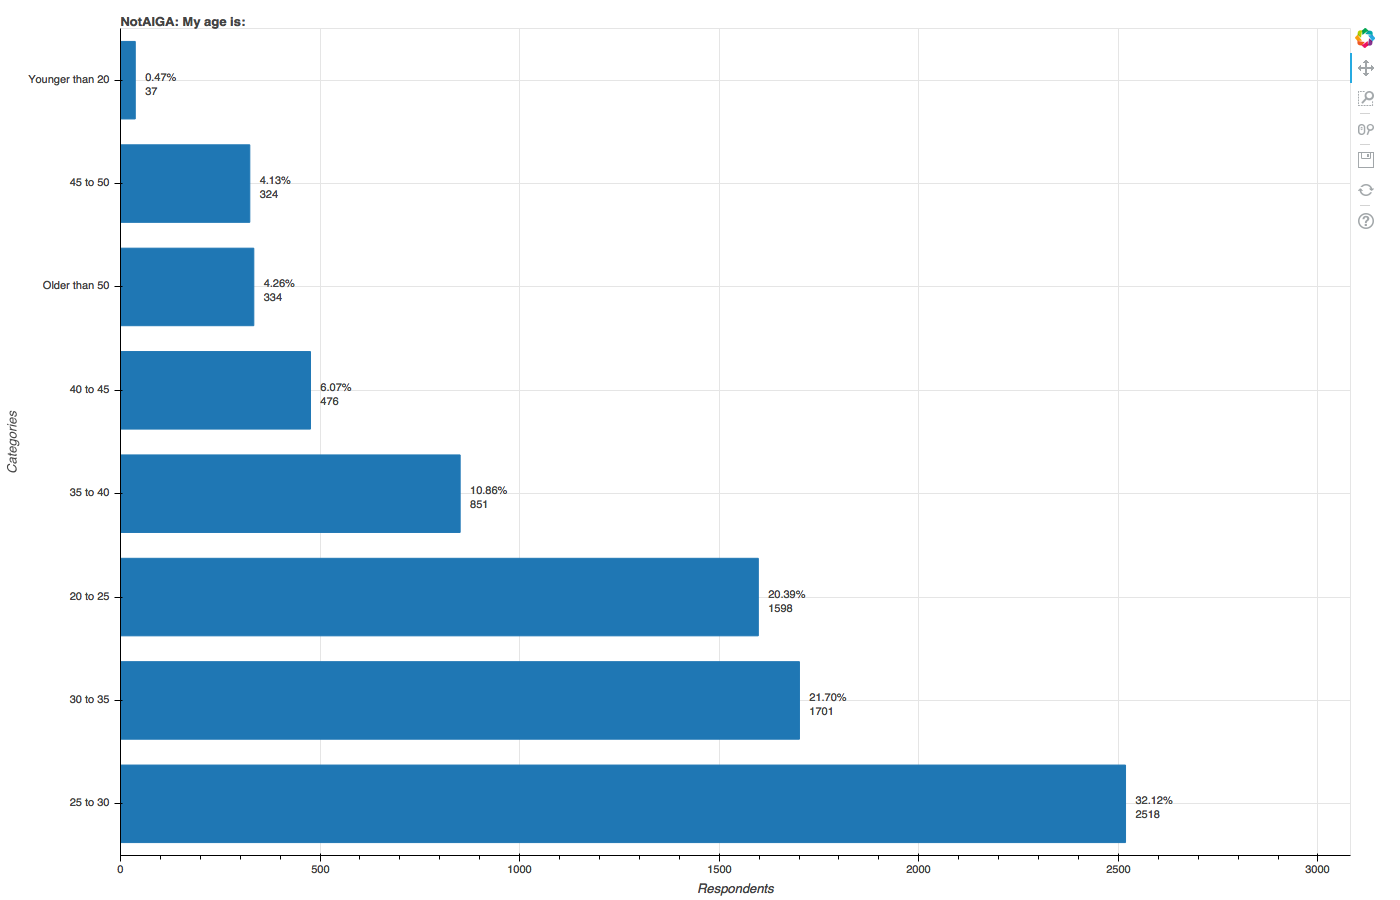 NotAIGA: My age is:
Younger than 20
0.47%
37
45 to 50
4.13%
324
Older than 50
4.26%
334
40 to 45
6.07%
476
Categories
35 to 40
10.86%
851
20 to 25
20.39%
1598
30 to 35
21.70%
1701
25 to 30
32.12%
2518
0 500 1000 1500 2000 2500 3000
Respondents